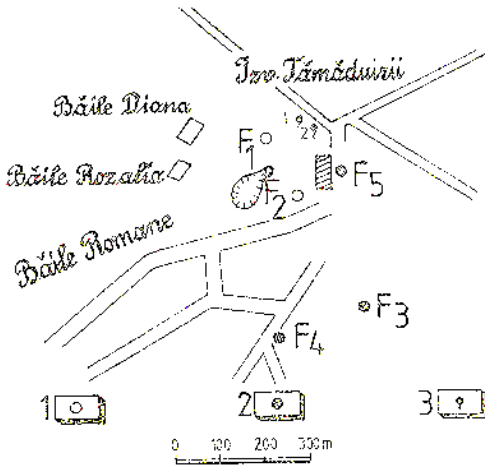 Izv. Tămăduirii
Băile Diana
1
2
F1
Băile Rozalia
F5
F2
Băile Romane
F3
F4
1
2
3
0 100 200 300m